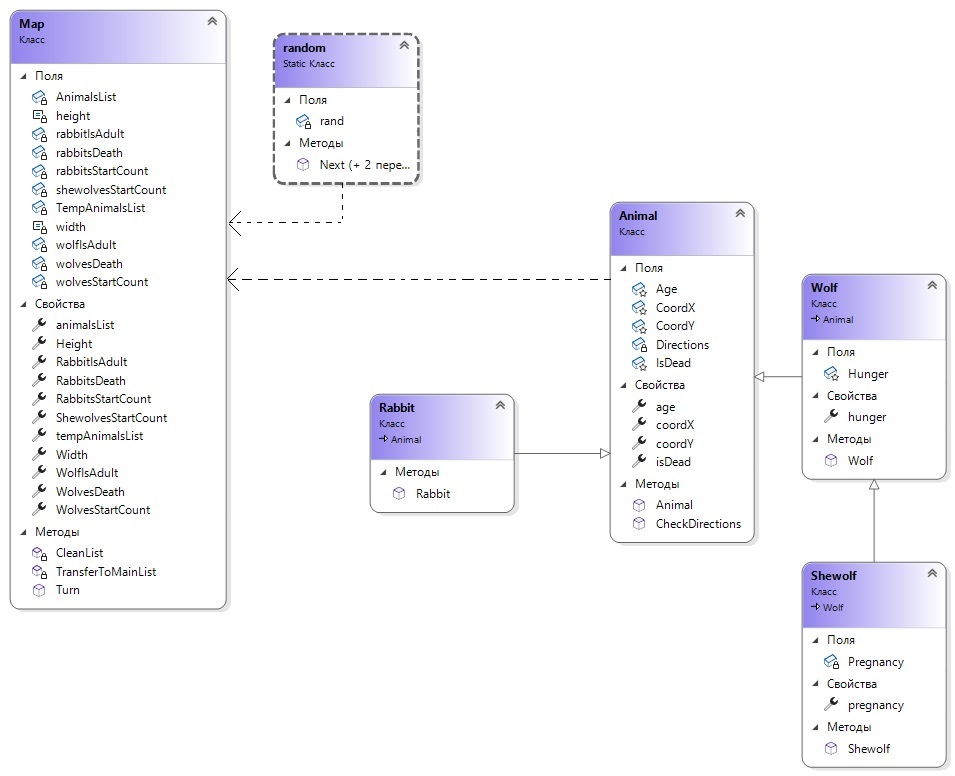 Map
Класс
Поля
AnimalsList
height
rabbitIsAdult
rabbitsDeath
rabbitsStartCount
shewolvesStartCount
TempAnimalsList
width
wolfIsAdult
wolvesDeath
wolvesStartCount
Свойства
animalsList
Height
RabbitIsAdult
RabbitsDeath
RabbitsStartCount
ShewolvesStartCount
tempAnimalsList
Width
WolfIsAdult
WolvesDeath
WolvesStartCount
Методы
CleanList
TransferToMainList
Turn
random
Static Класс
Поля
rand
Методы
Next (+ 2 пере...
Rabbit
Класс
Animal
Методы
Rabbit
Animal
Класс
Поля
Age
CoordX
CoordY
Directions
IsDead
Свойства
age
coordX
coordY
isDead
Методы
Animal
CheckDirections
Wolf
Класс
Animal
Поля
Hunger
Свойства
hunger
Методы
Wolf
Shewolf
Класс
Wolf
Поля
Pregnancy
Свойства
pregnancy
Методы
Shewolf